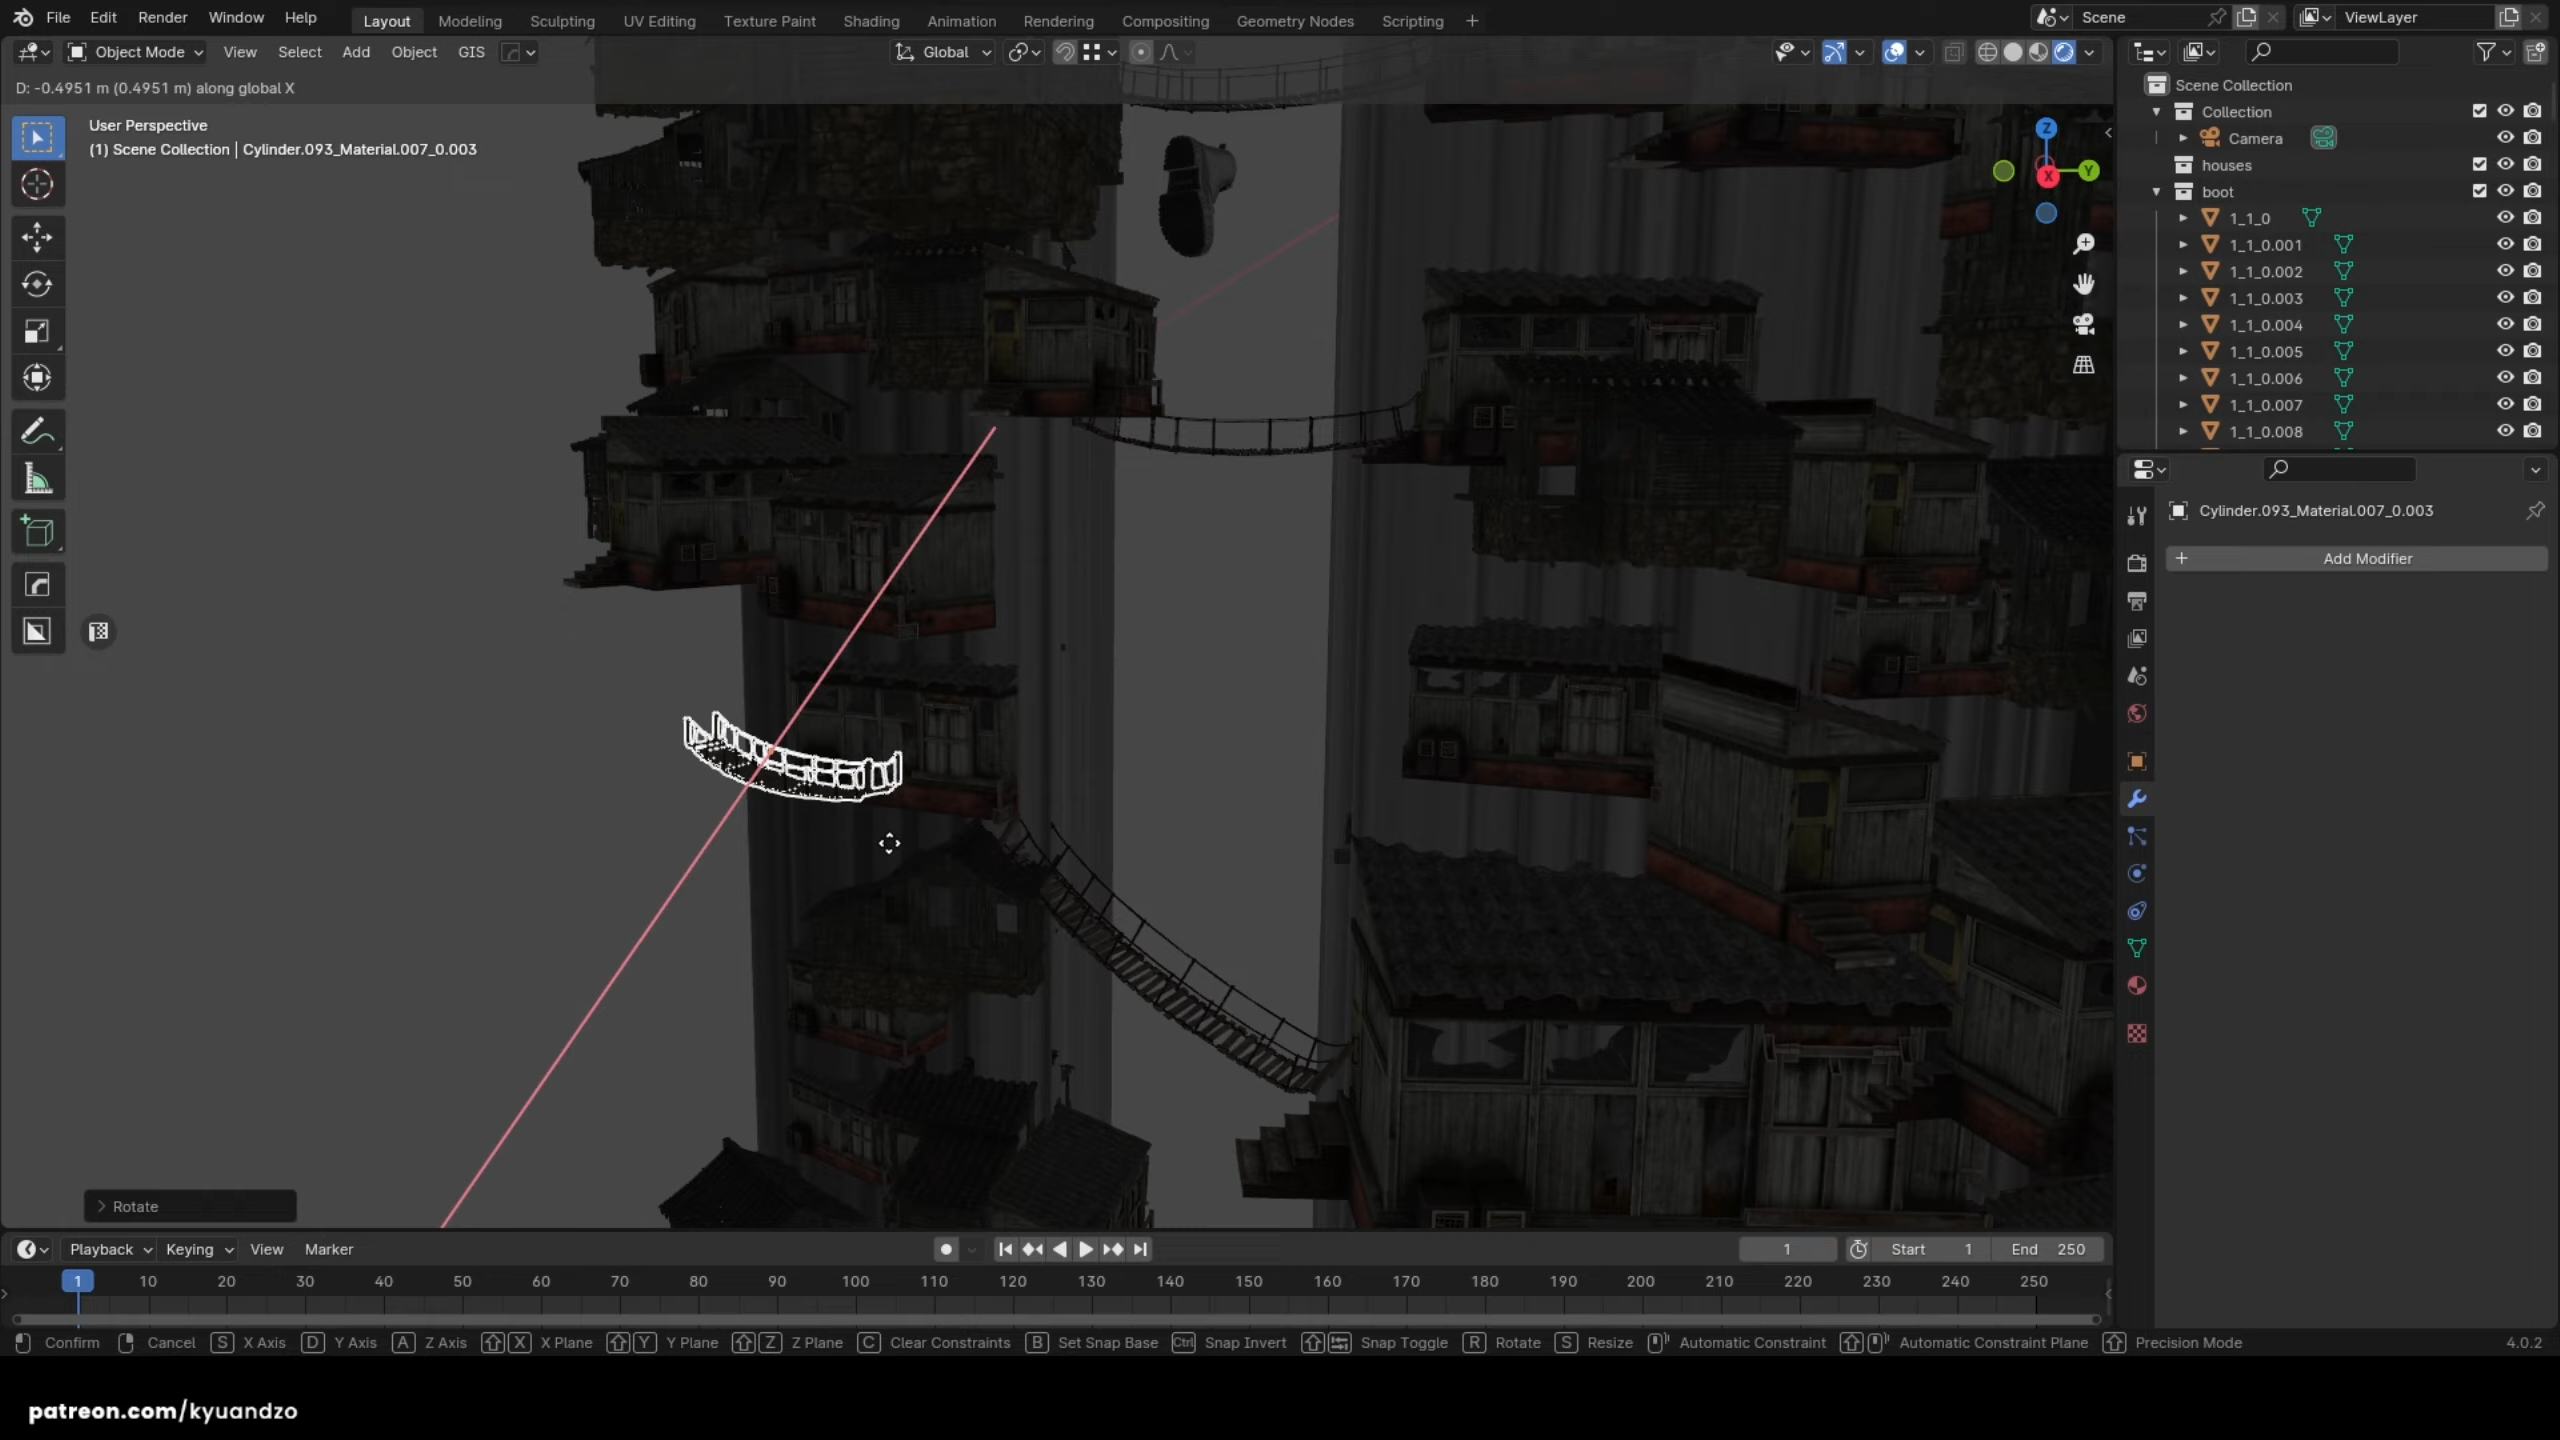 File Edit Render Window Help Layout Modeling Sculpting UV Editing Texture Paint Shading Animation Rendering Compositing Geometry Nodes Scripting + Scene ViewLayer
Object Mode View Select Add Object GIS Global
D: -0.4951 m (0.4951 m) along global X
Scene Collection
User Perspective
(1) Scene Collection | Cylinder.093_Material.007_0.003
Z
Y
X
Collection
Camera
houses
boot
1_1_0
1_1_0.001
1_1_0.002
1_1_0.003
1_1_0.004
1_1_0.005
1_1_0.006
1_1_0.007
1_1_0.008
Cylinder.093_Material.007_0.003
+ Add Modifier
> Rotate
Playback Keying View Marker 1 Start 1 End 250
1 10 20 30 40 50 60 70 80 90 100 110 120 130 140 150 160 170 180 190 200 210 220 230 240 250
Confirm Cancel S X Axis D Y Axis A Z Axis X X Plane Y Y Plane Z Z Plane C Clear Constraints B Set Snap Base Ctrl Snap Invert Snap Toggle R Rotate S Resize Automatic Constraint Automatic Constraint Plane Precision Mode 4.0.2
patreon.com/kyuandzo